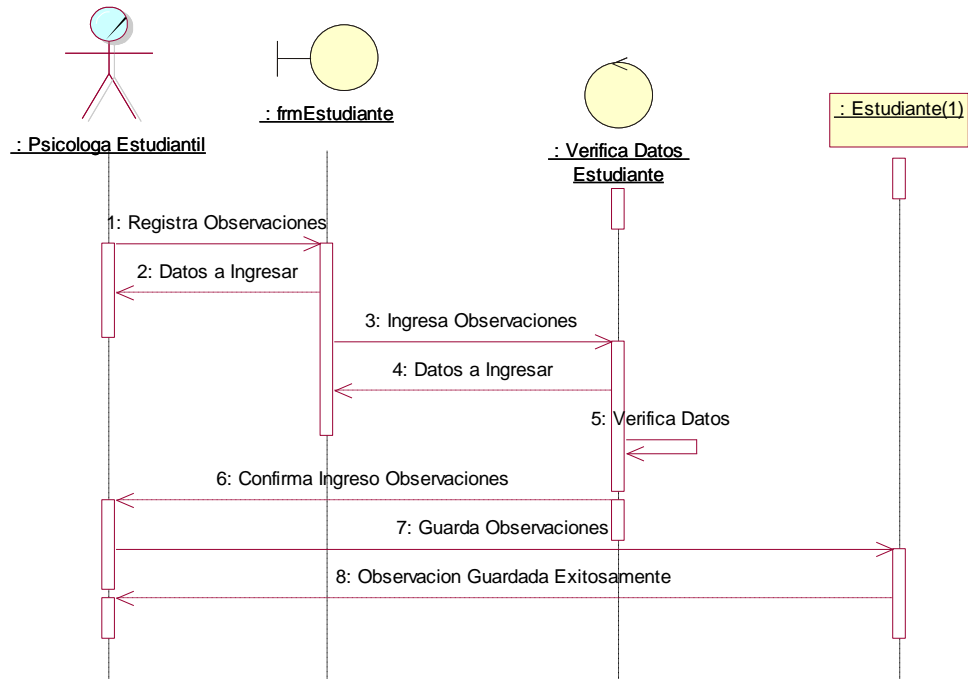 : Psicologa Estudiantil
: frmEstudiante
: Verifica Datos
Estudiante
: Estudiante(1)
1: Registra Observaciones
2: Datos a Ingresar
3: Ingresa Observaciones
4: Datos a Ingresar
5: Verifica Datos
6: Confirma Ingreso Observaciones
7: Guarda Observaciones
8: Observacion Guardada Exitosamente